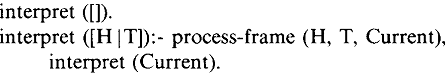 interpret ([]).
interpret ([H | T]):- process-frame (H, T, Current),
interpret (Current).